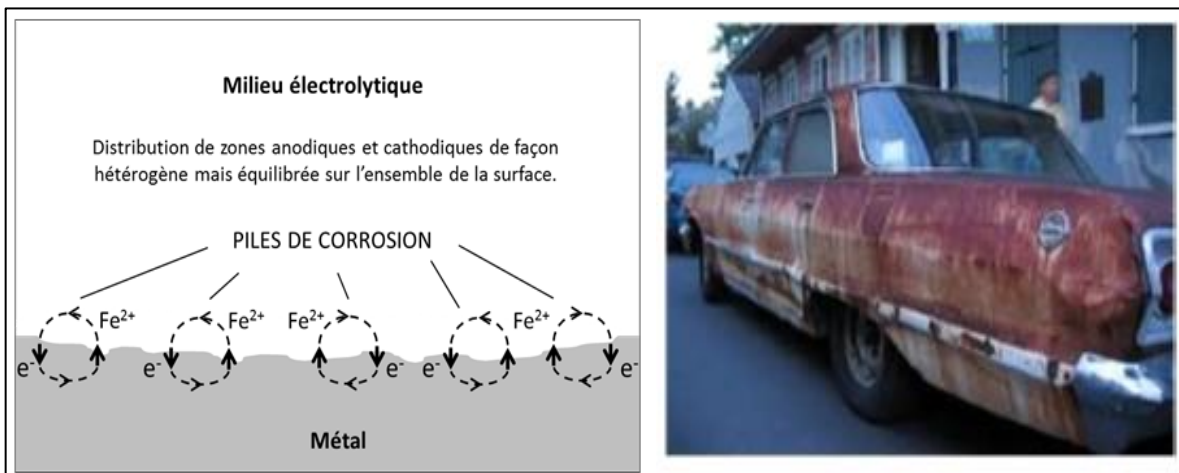 Milieu électrolytique
Distribution de zones anodiques et cathodiques de façon
hétérogène mais équilibrée sur l'ensemble de la surface.
PILES DE CORROSION
Fe²⁺ Fe²⁺ Fe²⁺ Fe²⁺
e⁻ e⁻ e⁻ e⁻ e⁻
Métal